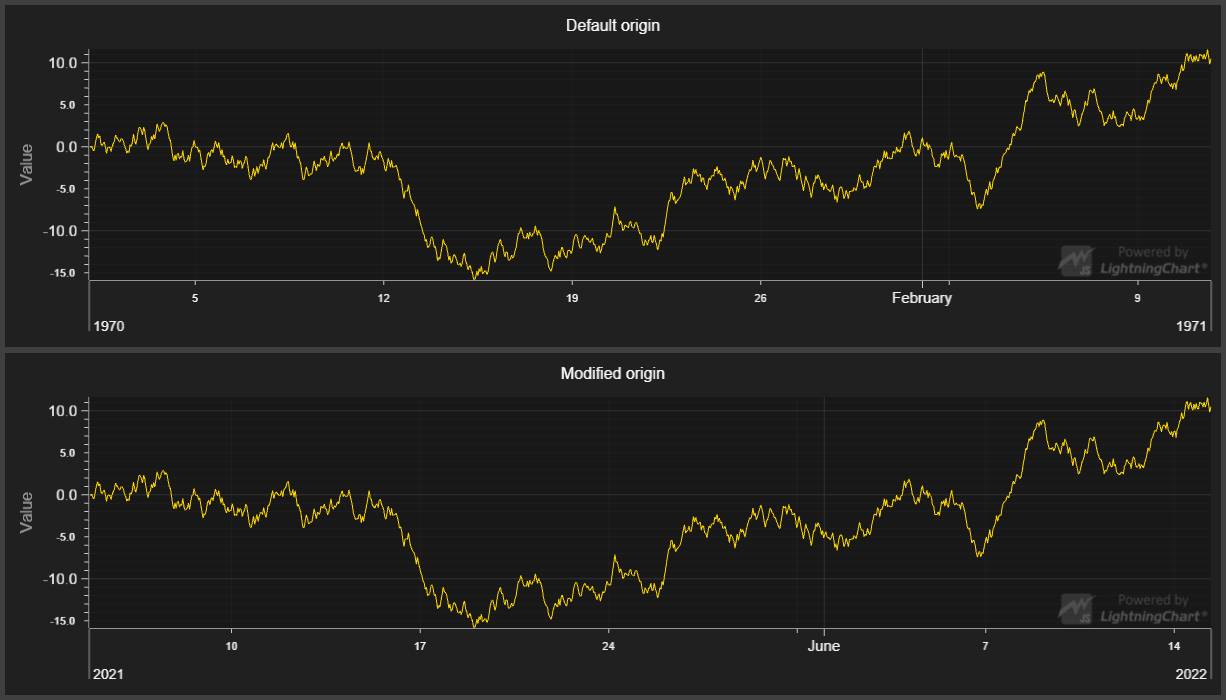 Default origin
Value
10.0
5.0
0.0
-5.0
-10.0
-15.0
Powered by
JS LightningChart®
5 12 19 26 February 9
1970 1971
Modified origin
Value
10.0
5.0
0.0
-5.0
-10.0
-15.0
Powered by
JS LightningChart®
10 17 24 June 7 14
2021 2022